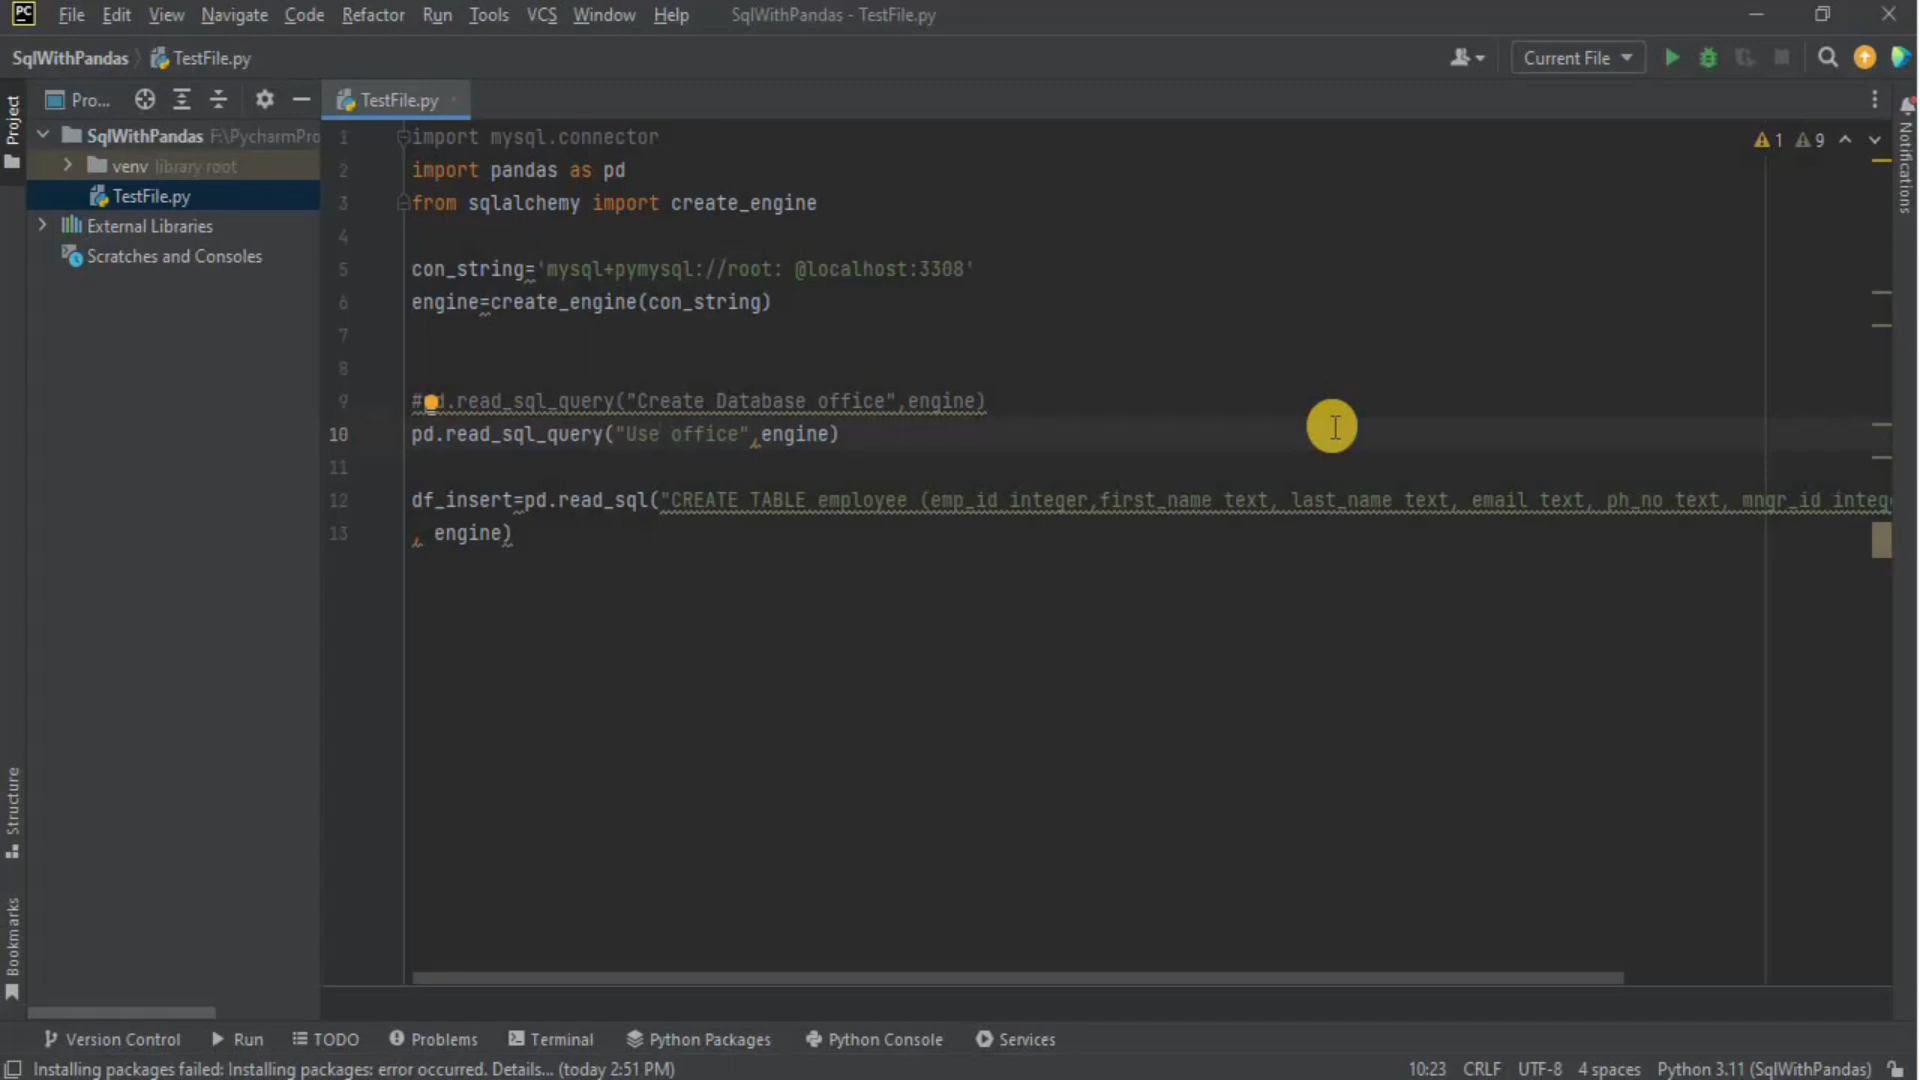 PC File Edit View Navigate Code Refactor Run Tools VCS Window Help SqlWithPandas - TestFile.py
SqlWithPandas TestFile.py Current File
Project Pro... TestFile.py
SqlWithPandas F:\PycharmPro
venv library root
TestFile.py
External Libraries
Scratches and Consoles
1 import mysql.connector
2 import pandas as pd
3 from sqlalchemy import create_engine
4
5 con_string='mysql+pymysql://root: @localhost:3308'
6 engine=create_engine(con_string)
7
8
9 #pd.read_sql_query("Create Database office",engine)
10 pd.read_sql_query("Use office",engine)
11
12 df_insert=pd.read_sql("CREATE TABLE employee (emp_id integer,first_name text, last_name text, email text, ph_no text, mngr_id intege
13 , engine)
1 9
Notifications
Structure
Bookmarks
Version Control Run TODO Problems Terminal Python Packages Python Console Services
Installing packages failed: Installing packages: error occurred. Details... (today 2:51 PM) 10:23 CRLF UTF-8 4 spaces Python 3.11 (SqlWithPandas)